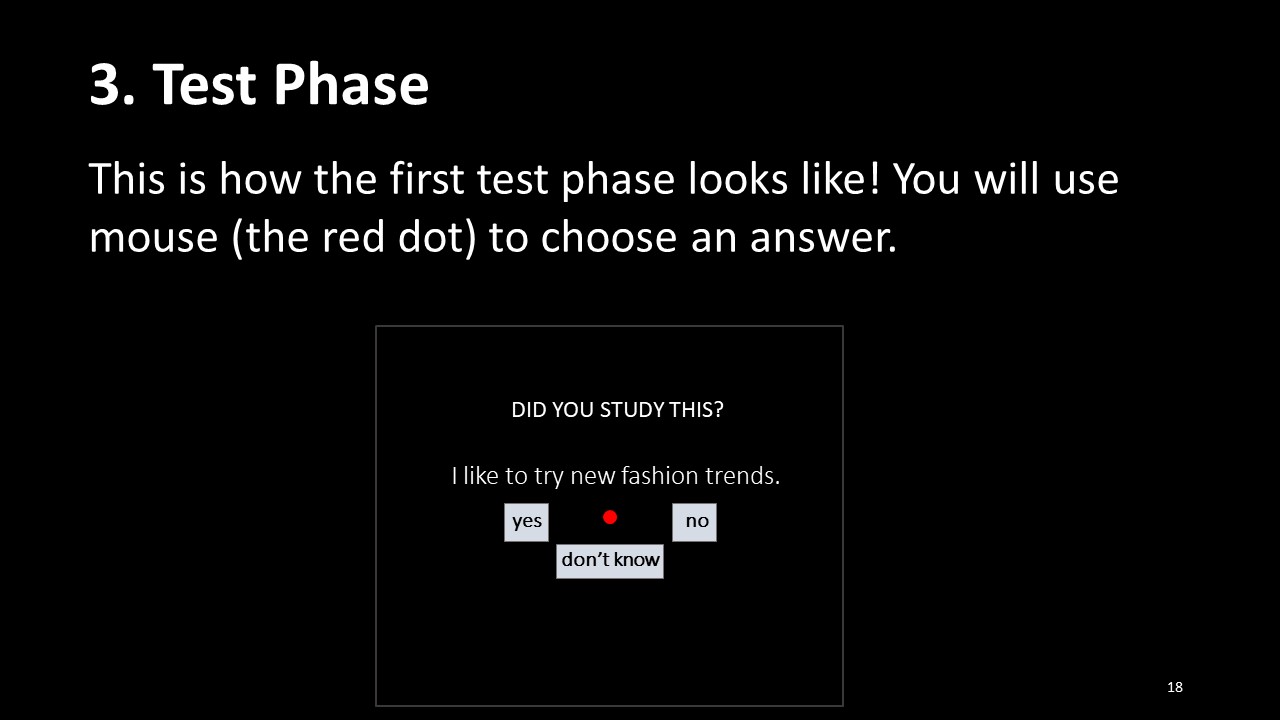 3. Test Phase
This is how the first test phase looks like! You will use
mouse (the red dot) to choose an answer.
DID YOU STUDY THIS?
I like to try new fashion trends.
yes
no
don’t know
18